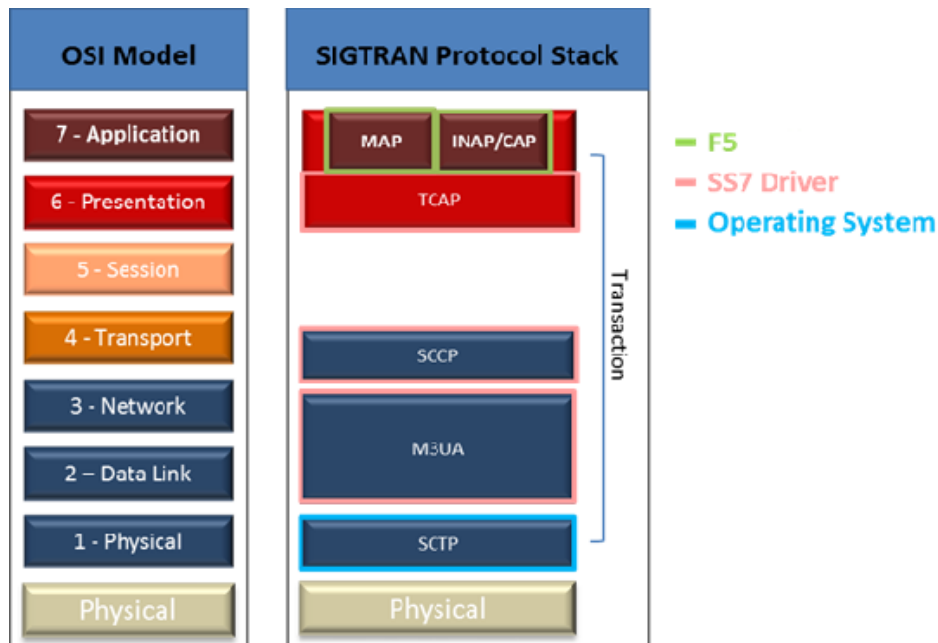 OSI Model
7 - Application
6 - Presentation
5 - Session
4 - Transport
3 - Network
2 – Data Link
1 - Physical
Physical
SIGTRAN Protocol Stack
MAP
INAP/CAP
TCAP
SCCP
M3UA
SCTP
Physical
Transaction
F5
SS7 Driver
Operating System